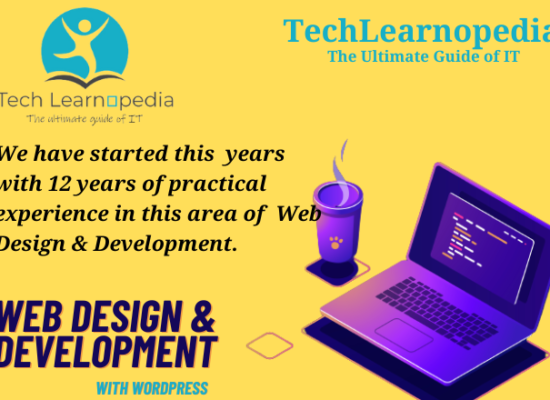 TechLearnopedia
The Ultimate Guide of IT
Tech Learnopedia
The ultimate guide of IT
We have started this years
with 12 years of practical
experience in this area of Web
Design & Development.
WEB DESIGN &
DEVELOPMENT
WITH WORDPRESS